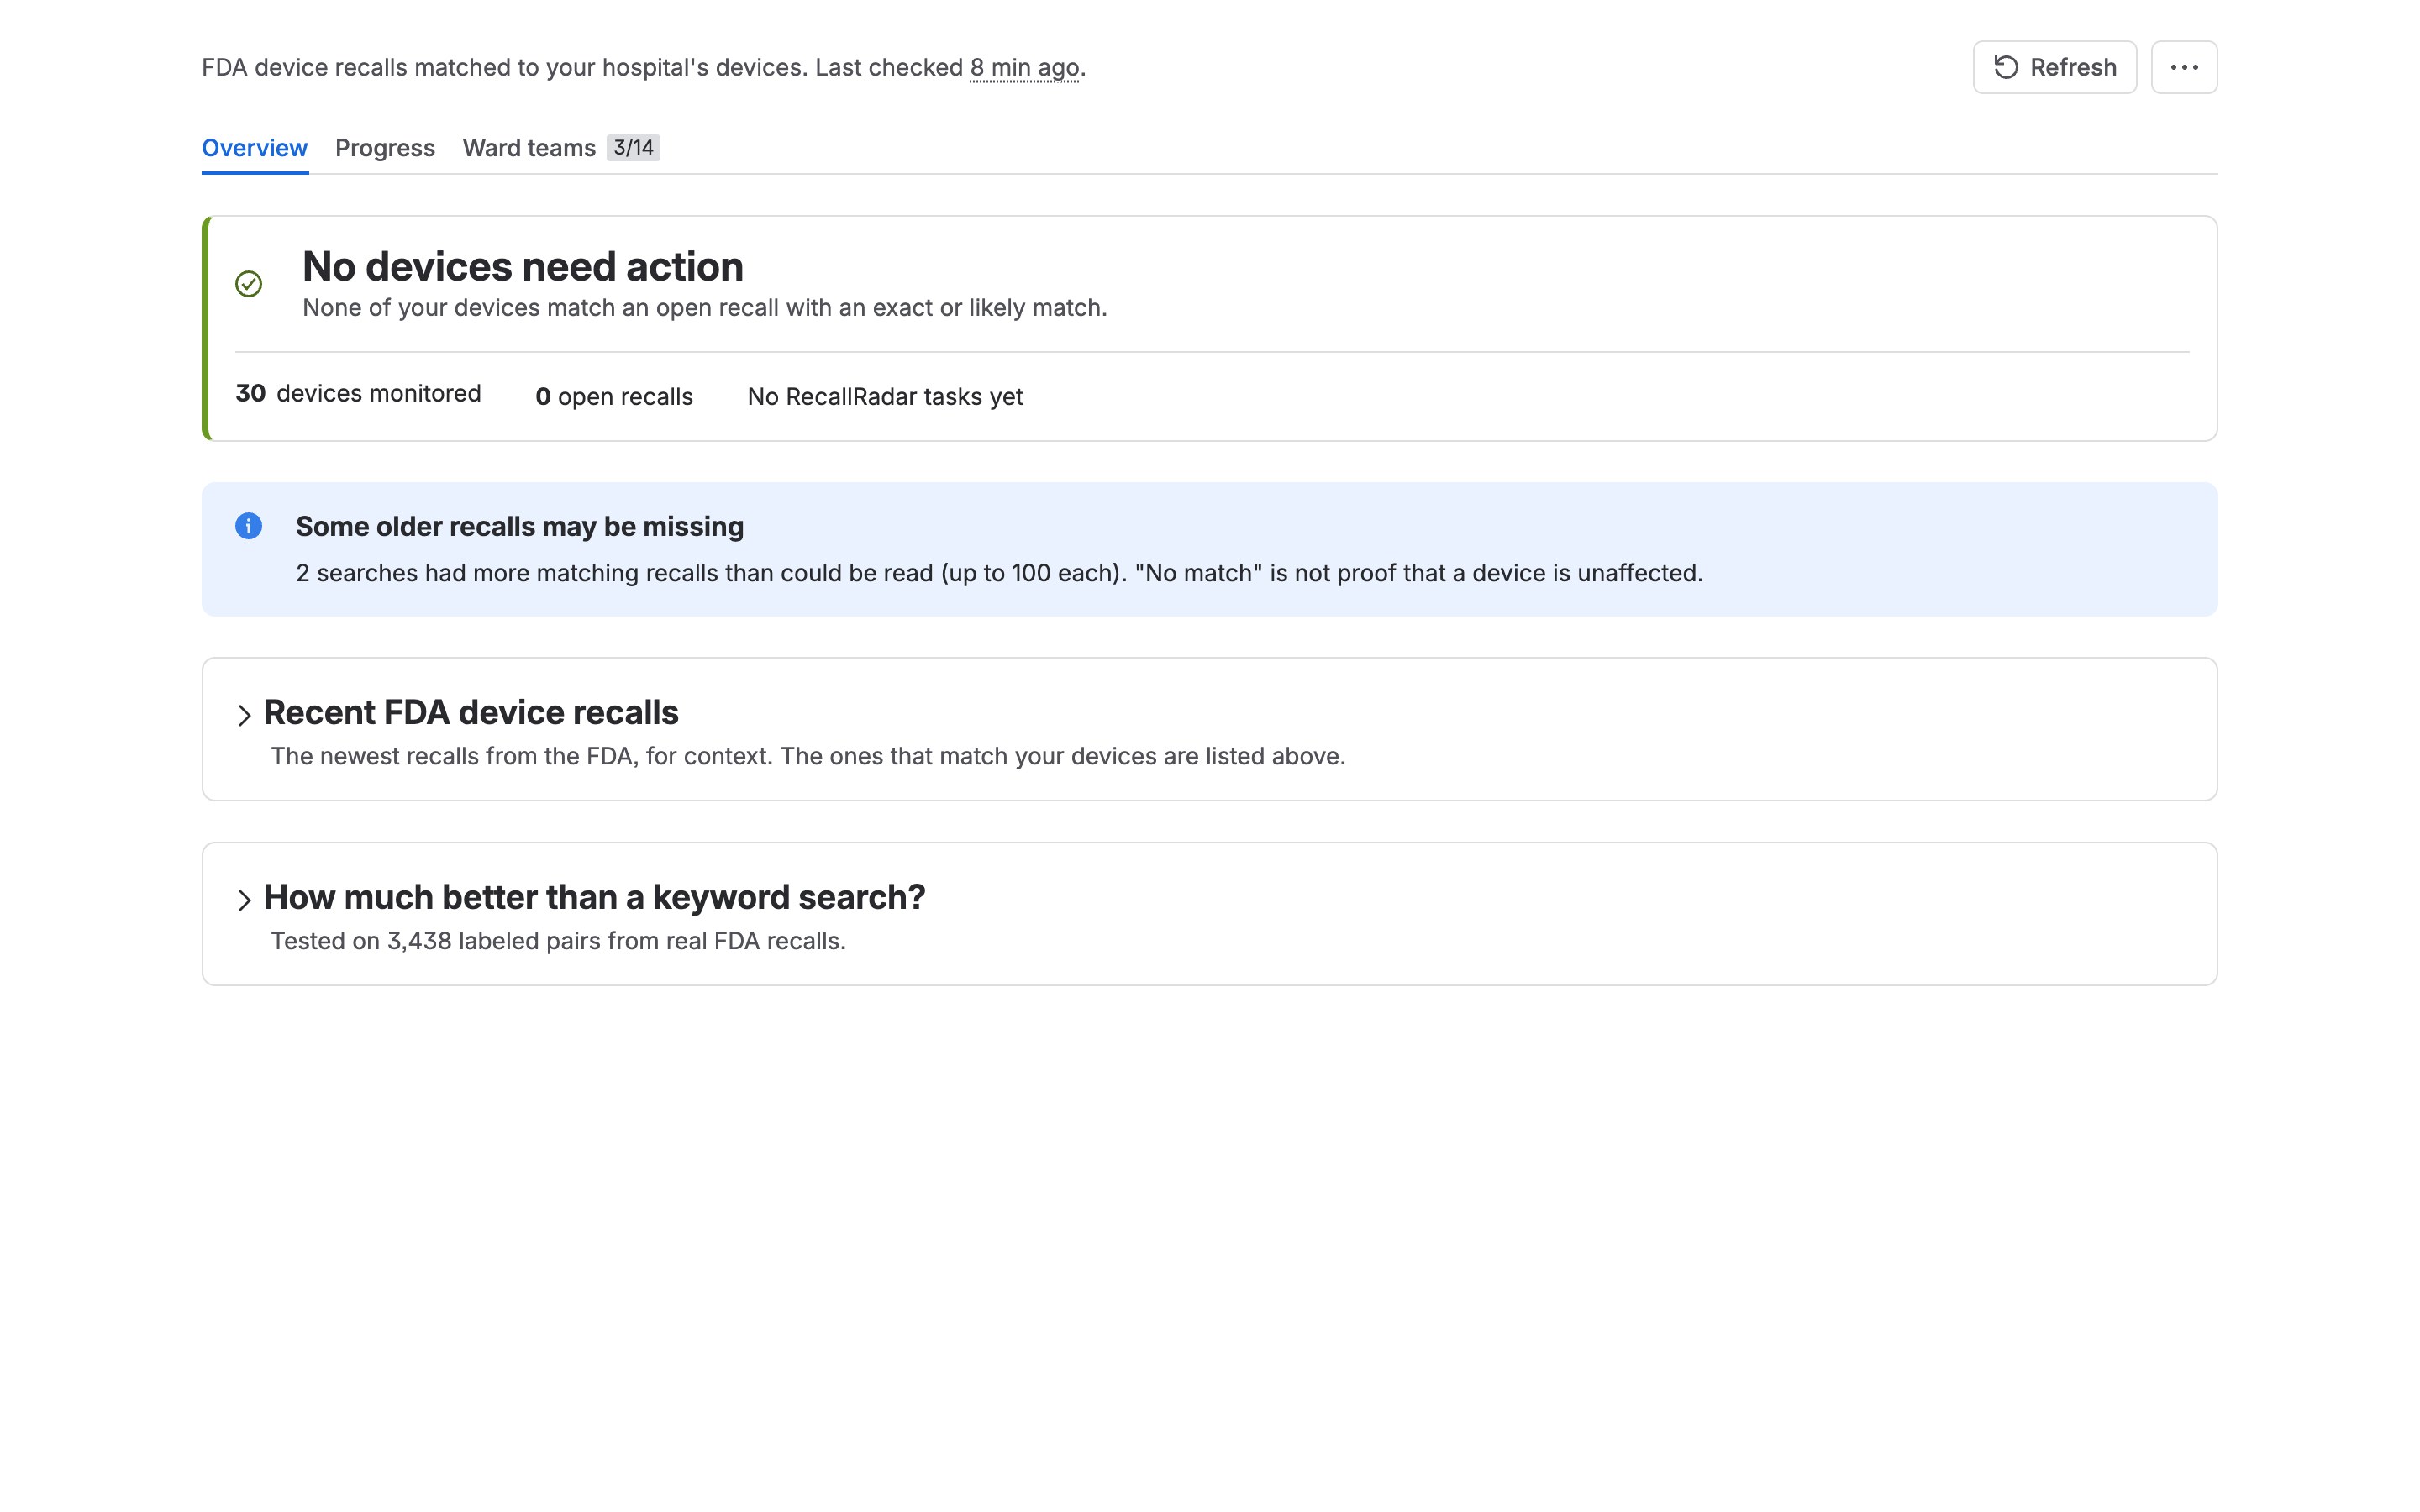 FDA device recalls matched to your hospital's devices. Last checked 8 min ago.
Refresh
Overview Progress Ward teams 3/14
No devices need action
None of your devices match an open recall with an exact or likely match.
30 devices monitored 0 open recalls No RecallRadar tasks yet
Some older recalls may be missing
2 searches had more matching recalls than could be read (up to 100 each). "No match" is not proof that a device is unaffected.
Recent FDA device recalls
The newest recalls from the FDA, for context. The ones that match your devices are listed above.
How much better than a keyword search?
Tested on 3,438 labeled pairs from real FDA recalls.